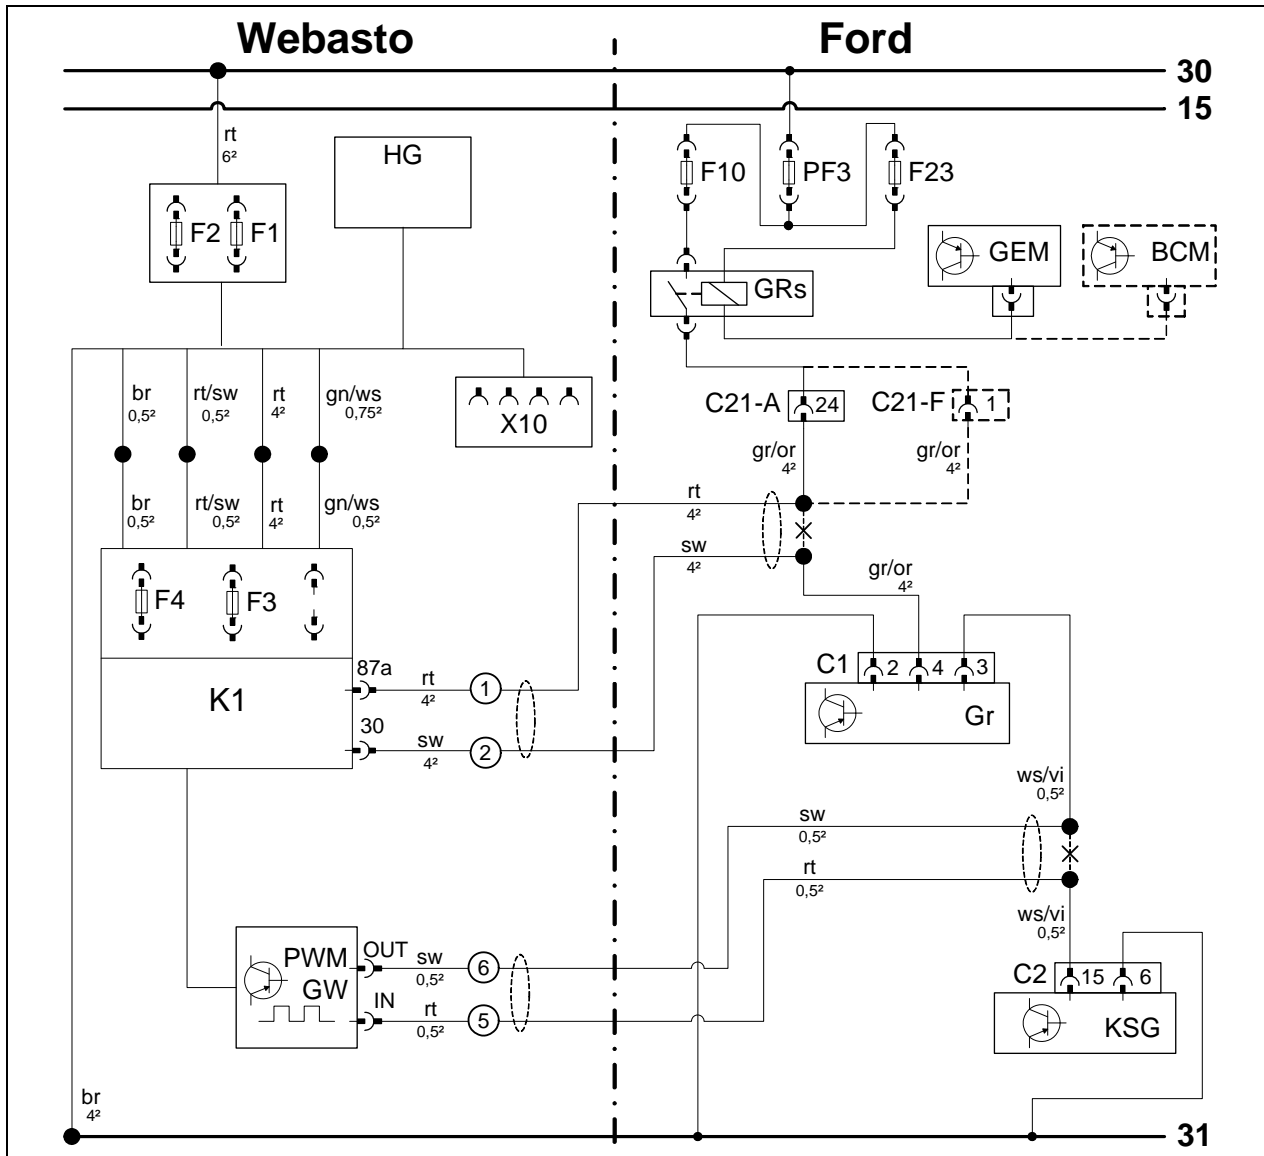 Webasto
Ford
30
15
rt
6²
HG
F2
F1
F10
PF3
F23
GEM
BCM
GRs
br
0,5²
rt/sw
0,5²
rt
4²
gn/ws
0,75²
X10
C21-A
24
C21-F
1
gr/or
4²
gr/or
4²
br
0,5²
rt/sw
0,5²
rt
4²
gn/ws
0,5²
rt
4²
sw
4²
gr/or
4²
F4
F3
K1
87a
rt
4²
1
30
sw
4²
2
C1
2
4
3
Gr
ws/vi
0,5²
sw
0,5²
rt
0,5²
ws/vi
0,5²
PWM
GW
OUT
sw
0,5²
6
IN
rt
0,5²
5
C2
15
6
KSG
br
4²
31